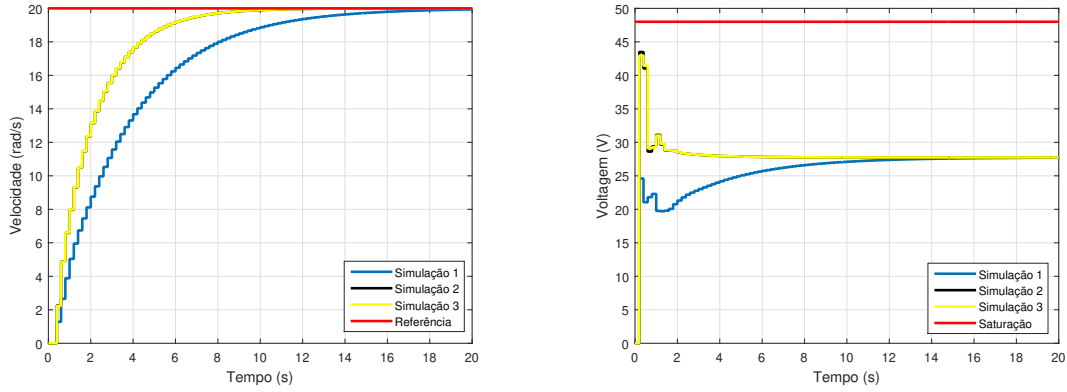 20
18
16
14
12
10
8
6
4
2
0
Velocidade (rad/s)
0 2 4 6 8 10 12 14 16 18 20
Tempo (s)
Simulação 1
Simulação 2
Simulação 3
Referência
50
45
40
35
30
25
20
15
10
5
0
Voltagem (V)
0 2 4 6 8 10 12 14 16 18 20
Tempo (s)
Simulação 1
Simulação 2
Simulação 3
Saturação